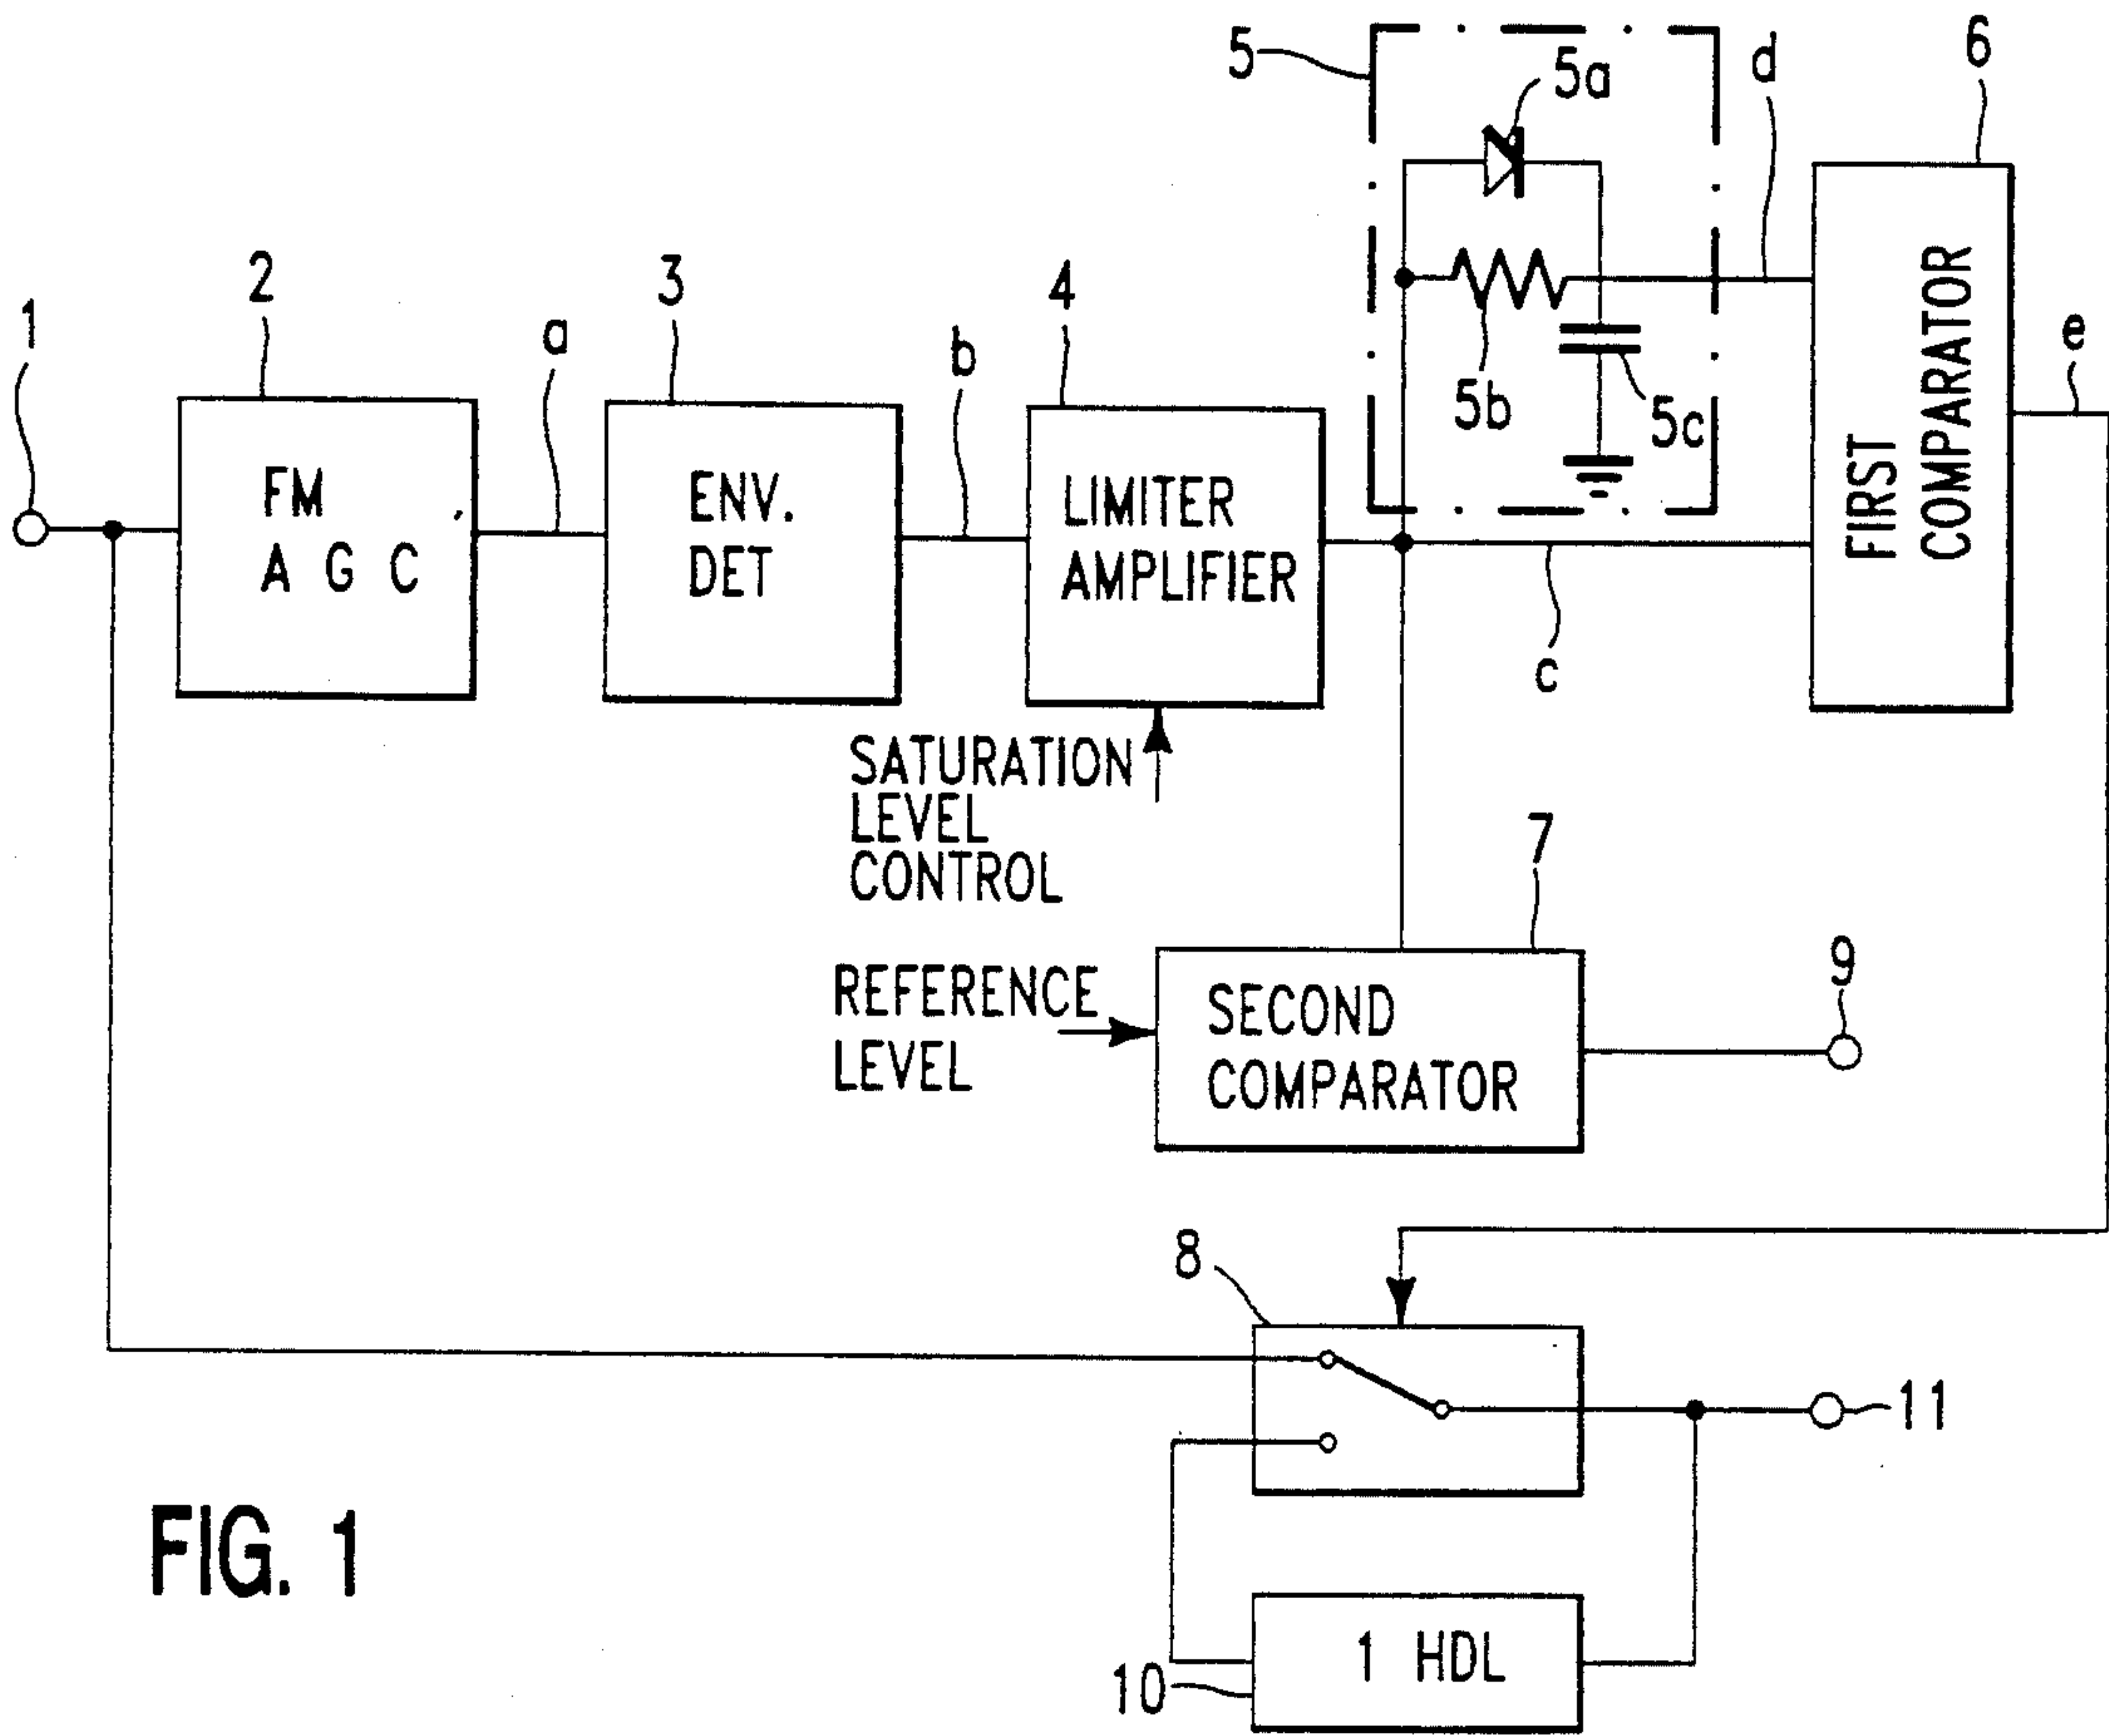 5
5a
d
6
2
3
4
1
a
b
5b
5c
e
FM
A G C
ENV.
DET
LIMITER
AMPLIFIER
FIRST
COMPARATOR
c
SATURATION
LEVEL
CONTROL
7
REFERENCE
LEVEL
SECOND
COMPARATOR
9
8
11
FIG. 1
1 HDL
10